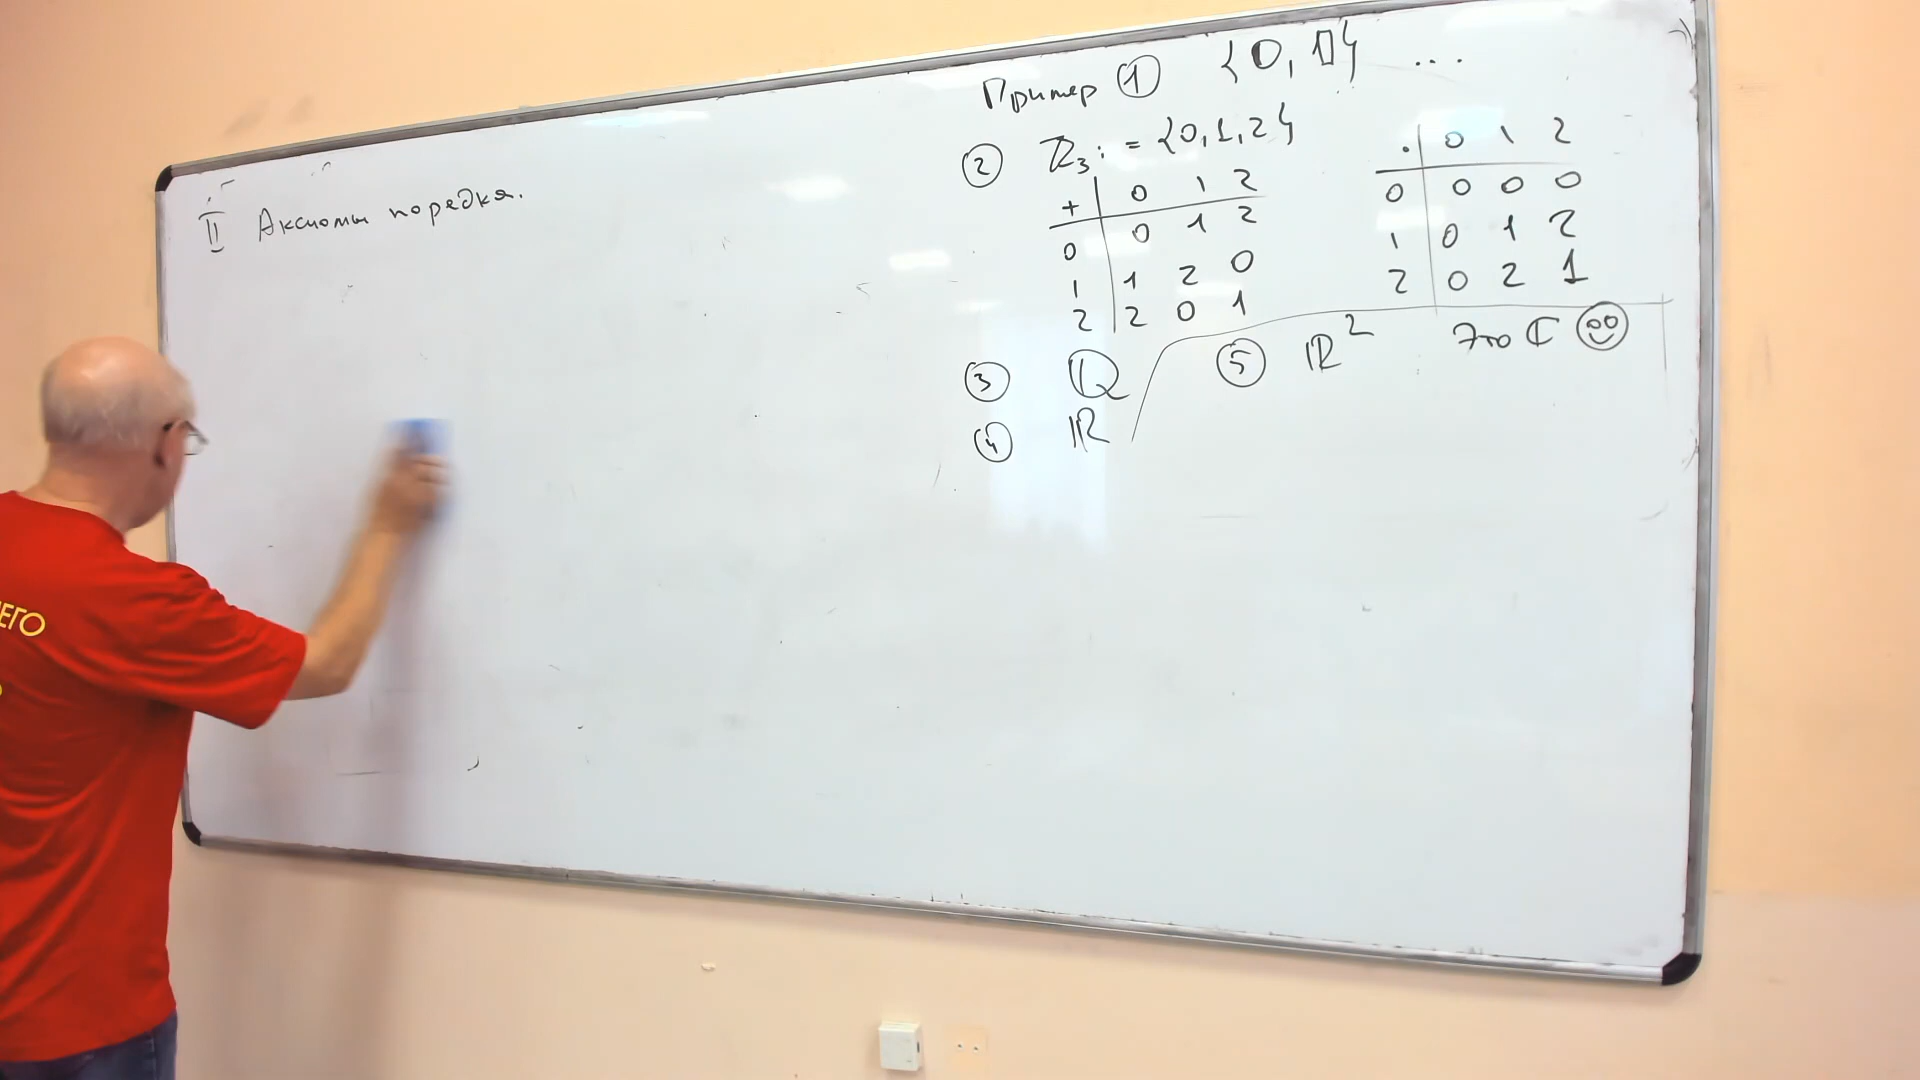 II Аксиомы порядка.
Пример ① {0, 1} ...
② ℤ₃ := {0, 1, 2}
+ | 0 1 2
0 | 0 1 2
1 | 1 2 0
2 | 2 0 1
· | 0 1 2
0 | 0 0 0
1 | 0 1 2
2 | 0 2 1
③ ℚ
④ ℝ
⑤ ℝ² Это ℂ
ЕГО